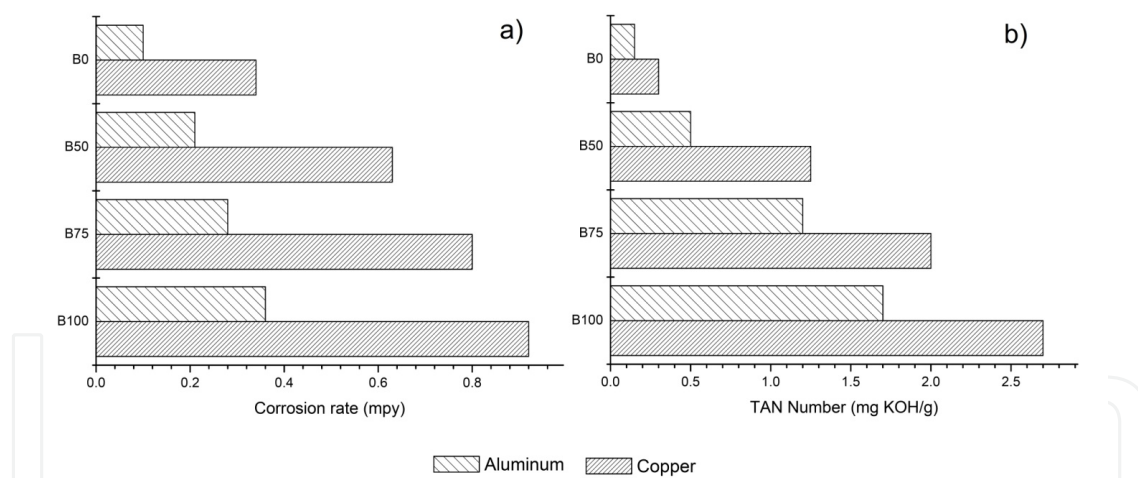 a)
B0
B50
B75
B100
0.0 0.2 0.4 0.6 0.8
Corrosion rate (mpy)
b)
B0
B50
B75
B100
0.0 0.5 1.0 1.5 2.0 2.5
TAN Number (mg KOH/g)
Aluminum Copper